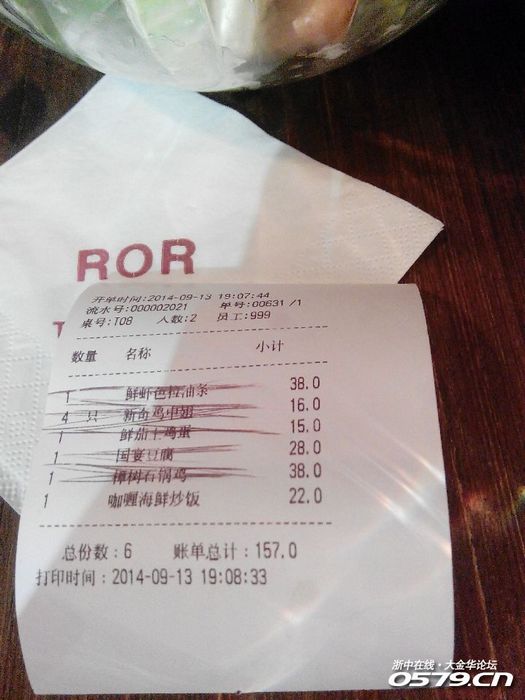 ROR
T
开单时间:2014-09-13 19:07:44
流水号:000002021 单号:00631 /1
桌号:T08 人数:2 员工:999
数量 名称 小计
1 鲜虾色拉油条 38.0
4 只 新奇鸡中翅 16.0
1 鲜茄土鸡蛋 15.0
1 国宴豆腐 28.0
1 樟树石锅鸡 38.0
1 咖喱海鲜炒饭 22.0
总份数:6 账单总计:157.0
打印时间:2014-09-13 19:08:33
浙中在线·大金华论坛
0579.CN